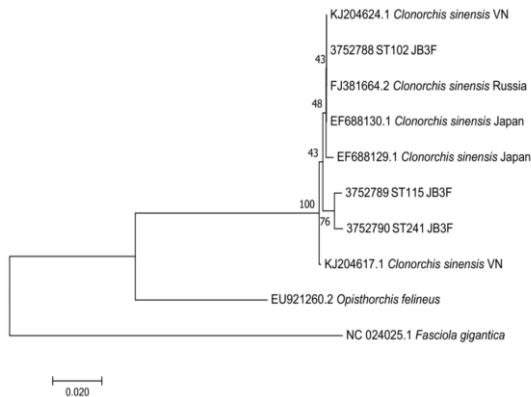 KJ204624.1 Clonorchis sinensis VN
43
3752788 ST102 JB3F
FJ381664.2 Clonorchis sinensis Russia
48
EF688130.1 Clonorchis sinensis Japan
43
EF688129.1 Clonorchis sinensis Japan
3752789 ST115 JB3F
100
76
3752790 ST241 JB3F
KJ204617.1 Clonorchis sinensis VN
EU921260.2 Opisthorchis felineus
NC 024025.1 Fasciola gigantica
0.020